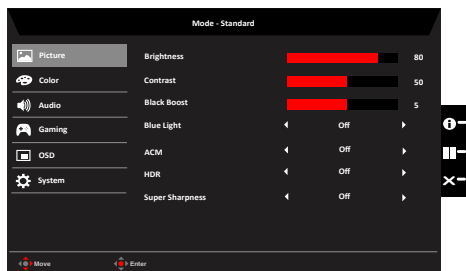 Mode - Standard
Picture
Color
Audio
Gaming
OSD
System
Brightness 80
Contrast 50
Black Boost 5
Blue Light Off
ACM Off
HDR Off
Super Sharpness Off
Move Enter